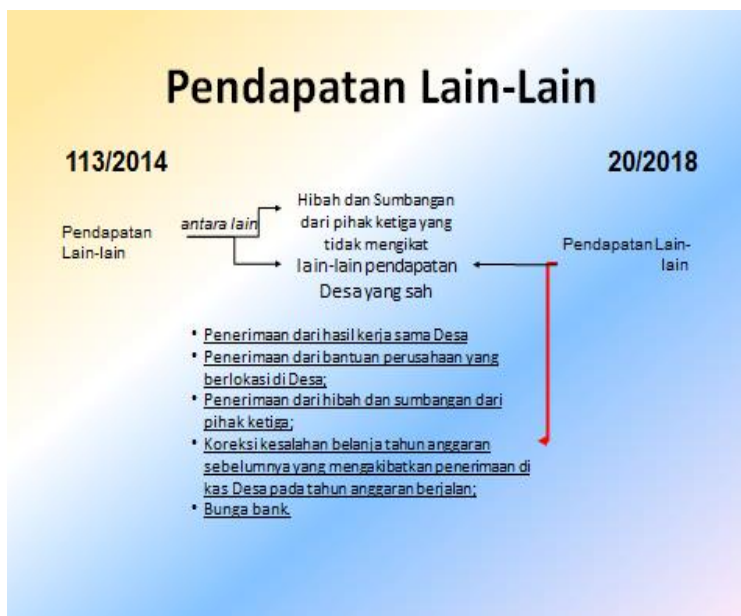 Pendapatan Lain-Lain
113/2014
20/2018
Pendapatan
Lain-lain
antara lain
Hibah dan Sumbangan
dari pihak ketiga yang
tidak mengikat
lain-lain pendapatan
Desa yang sah
Pendapatan Lain-
lain
• Penerimaan dari hasil kerja sama Desa
• Penerimaan dari bantuan perusahaan yang
berlokasi di Desa;
• Penerimaan dari hibah dan sumbangan dari
pihak ketiga;
• Koreksi kesalahan belanja tahun anggaran
sebelumnya yang mengakibatkan penerimaan di
kas Desa pada tahun anggaran berjalan;
• Bunga bank.